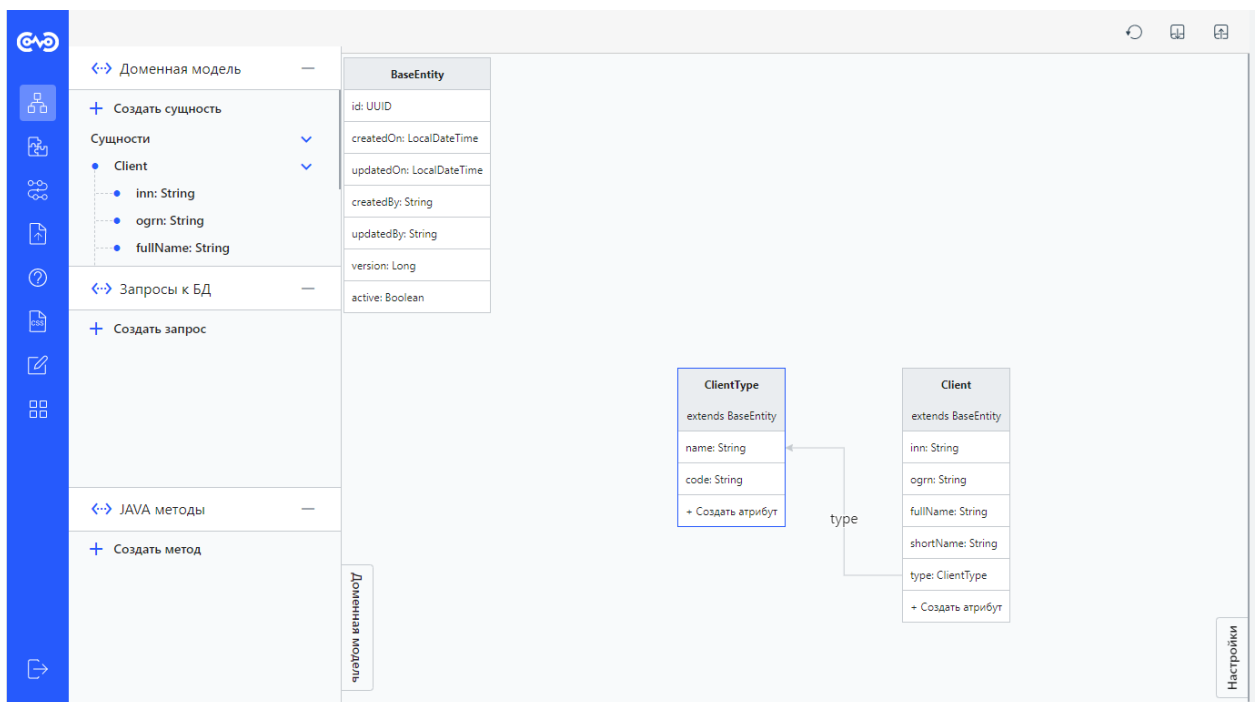 Доменная модель
Создать сущность
Сущности
Client
inn: String
ogrn: String
fullName: String
Запросы к БД
Создать запрос
JAVA методы
Создать метод
CSS
BaseEntity
id: UUID
createdOn: LocalDateTime
updatedOn: LocalDateTime
createdBy: String
updatedBy: String
version: Long
active: Boolean
ClientType
extends BaseEntity
name: String
code: String
+ Создать атрибут
type
Client
extends BaseEntity
inn: String
ogrn: String
fullName: String
shortName: String
type: ClientType
+ Создать атрибут
Доменная модель
Настройки